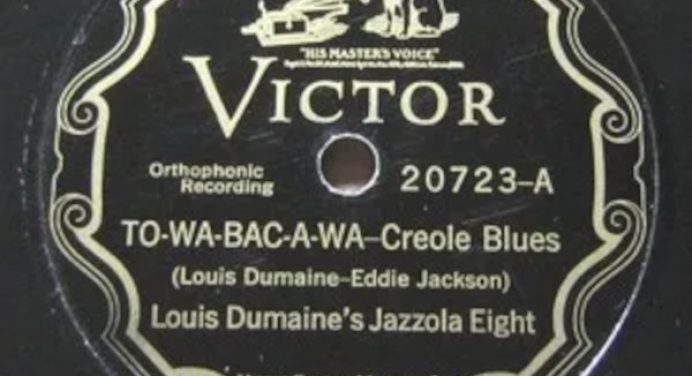 "HIS MASTER'S VOICE"
VICTOR
Orthophonic
Recording
20723-A
TO-WA-BAC-A-WA–Creole Blues
(Louis Dumaine–Eddie Jackson)
Louis Dumaine's Jazzola Eight